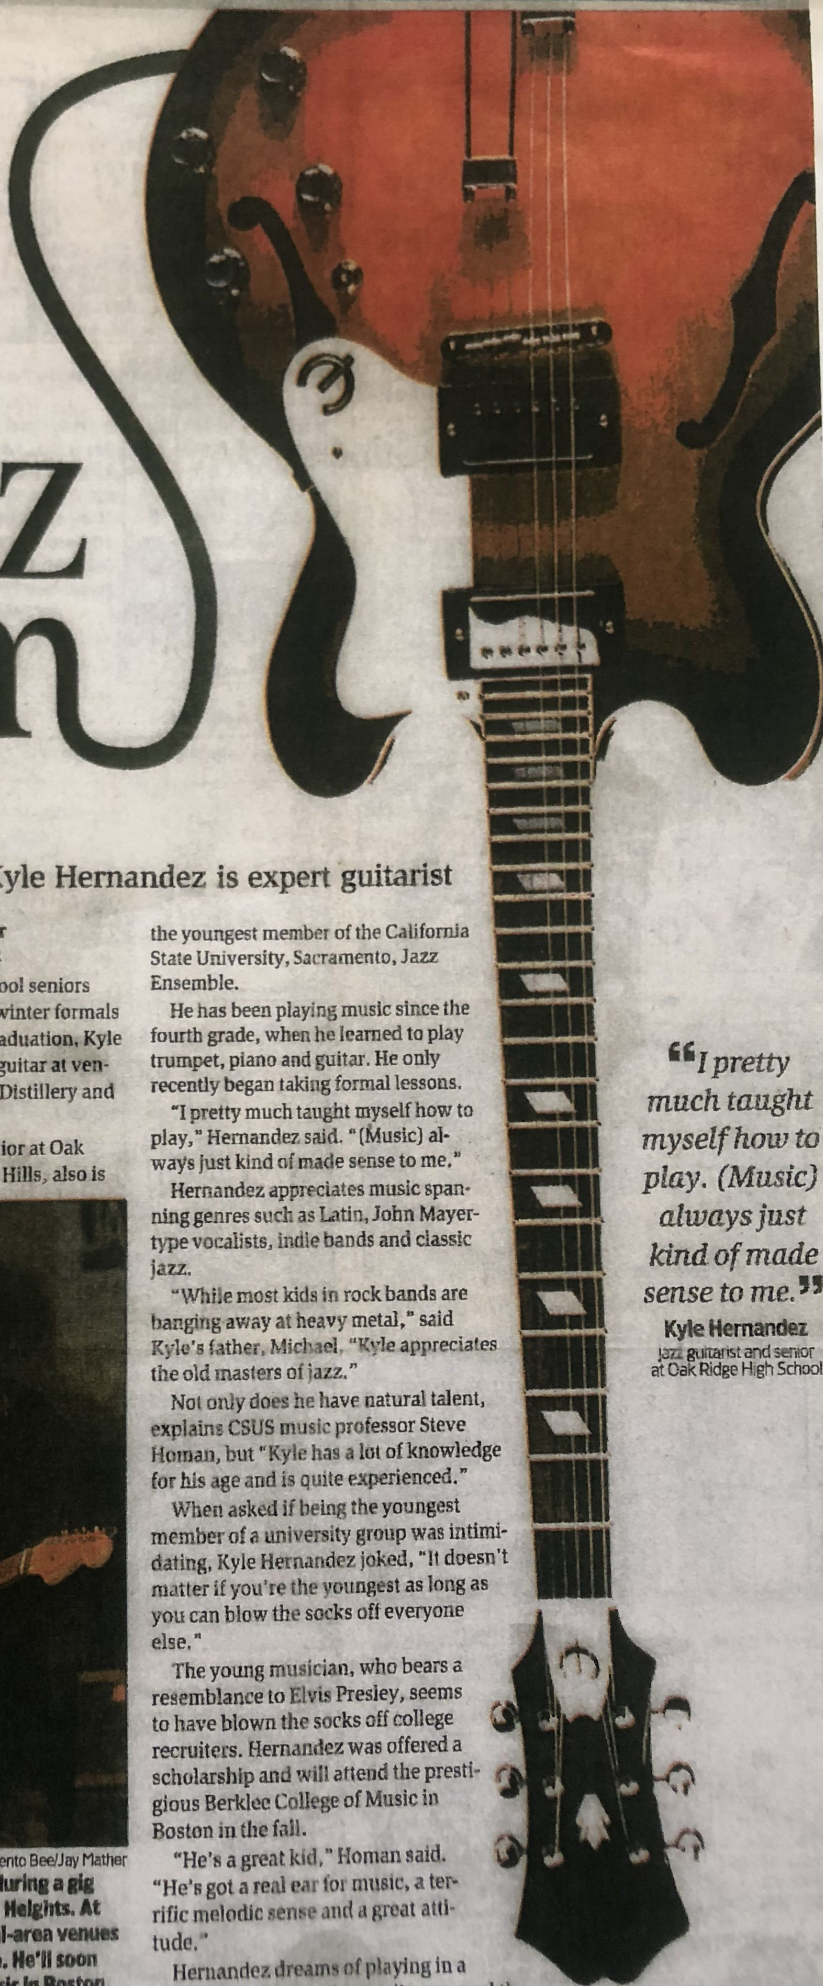 z
m
Kyle Hernandez is expert guitarist
r
ool seniors
winter formals
aduation, Kyle
guitar at ven-
Distillery and
ior at Oak
Hills, also is
ento Bee/Jay Mather
during a gig
Heights. At
l-area venues
. He'll soon
ic in Boston
the youngest member of the California
State University, Sacramento, Jazz
Ensemble.
He has been playing music since the
fourth grade, when he learned to play
trumpet, piano and guitar. He only
recently began taking formal lessons.
"I pretty much taught myself how to
play," Hernandez said. "(Music) al-
ways just kind of made sense to me."
Hernandez appreciates music span-
ning genres such as Latin, John Mayer-
type vocalists, indie bands and classic
jazz.
"While most kids in rock bands are
banging away at heavy metal," said
Kyle's father, Michael, "Kyle appreciates
the old masters of jazz."
Not only does he have natural talent,
explains CSUS music professor Steve
Homan, but "Kyle has a lot of knowledge
for his age and is quite experienced."
When asked if being the youngest
member of a university group was intimi-
dating, Kyle Hernandez joked, "It doesn't
matter if you're the youngest as long as
you can blow the socks off everyone
else."
The young musician, who bears a
resemblance to Elvis Presley, seems
to have blown the socks off college
recruiters. Hernandez was offered a
scholarship and will attend the presti-
gious Berklee College of Music in
Boston in the fall.
"He's a great kid," Homan said.
"He's got a real ear for music, a ter-
rific melodic sense and a great atti-
tude."
Hernandez dreams of playing in a
"I pretty
much taught
myself how to
play. (Music)
always just
kind of made
sense to me."
Kyle Hernandez
jazz guitarist and senior
at Oak Ridge High School